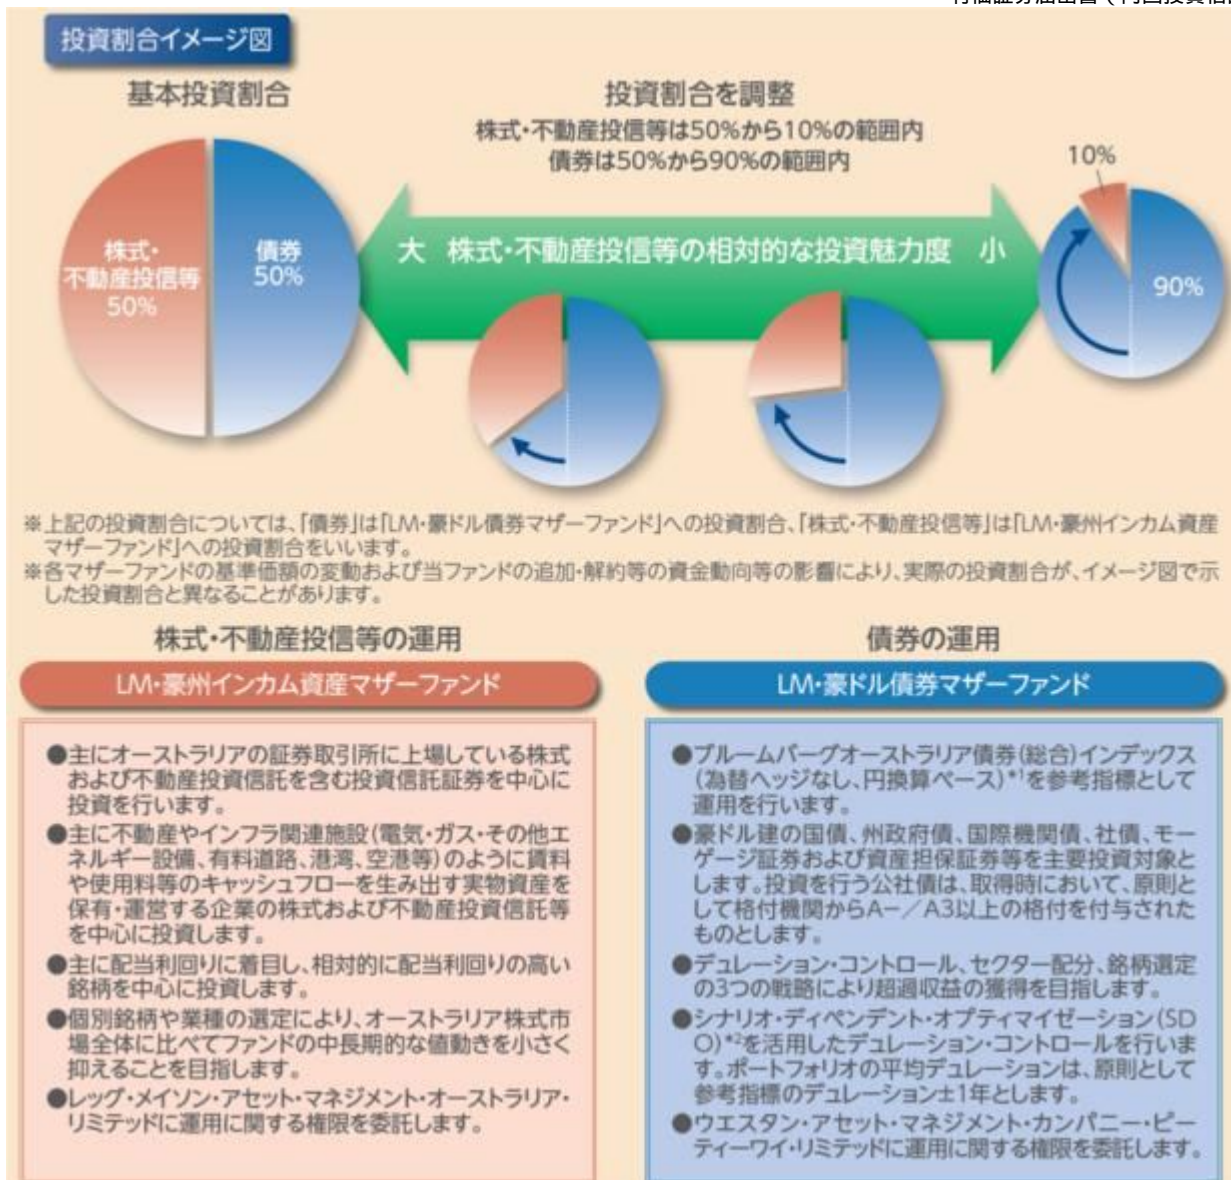 投資割合イメージ図
基本投資割合
投資割合を調整
株式・不動産投信等は50%から10%の範囲内
債券は50%から90%の範囲内
10%
株式・
不動産投信等
50%
債券
50%
大 株式・不動産投信等の相対的な投資魅力度 小
90%
※上記の投資割合については、「債券」は「LM・豪ドル債券マザーファンド」への投資割合、「株式・不動産投信等」は「LM・豪州インカム資産
マザーファンド」への投資割合をいいます。
※各マザーファンドの基準価額の変動および当ファンドの追加・解約等の資金動向等の影響により、実際の投資割合が、イメージ図で示
した投資割合と異なることがあります。
株式・不動産投信等の運用
LM・豪州インカム資産マザーファンド
●主にオーストラリアの証券取引所に上場している株式
および不動産投資信託を含む投資信託証券を中心に
投資を行います。
●主に不動産やインフラ関連施設(電気・ガス・その他エ
ネルギー設備、有料道路、港湾、空港等)のように賃料
や使用料等のキャッシュフローを生み出す実物資産を
保有・運営する企業の株式および不動産投資信託等
を中心に投資します。
●主に配当利回りに着目し、相対的に配当利回りの高い
銘柄を中心に投資します。
●個別銘柄や業種の選定により、オーストラリア株式市
場全体に比べてファンドの中長期的な値動きを小さく
抑えることを目指します。
●レッグ・メイソン・アセット・マネジメント・オーストラリア・
リミテッドに運用に関する権限を委託します。
債券の運用
LM・豪ドル債券マザーファンド
●ブルームバーグオーストラリア債券(総合)インデックス
(為替ヘッジなし、円換算ベース)*1を参考指標として
運用を行います。
●豪ドル建の国債、州政府債、国際機関債、社債、モー
ゲージ証券および資産担保証券等を主要投資対象と
します。投資を行う公社債は、取得時において、原則と
して格付機関からA－／A3以上の格付を付与された
ものとします。
●デュレーション・コントロール、セクター配分、銘柄選定
の3つの戦略により超過収益の獲得を目指します。
●シナリオ・ディペンデント・オプティマイゼーション(SD
O)*2を活用したデュレーション・コントロールを行いま
す。ポートフォリオの平均デュレーションは、原則として
参考指標のデュレーション±1年とします。
●ウエスタン・アセット・マネジメント・カンパニー・ピー
ティーワイ・リミテッドに運用に関する権限を委託します。